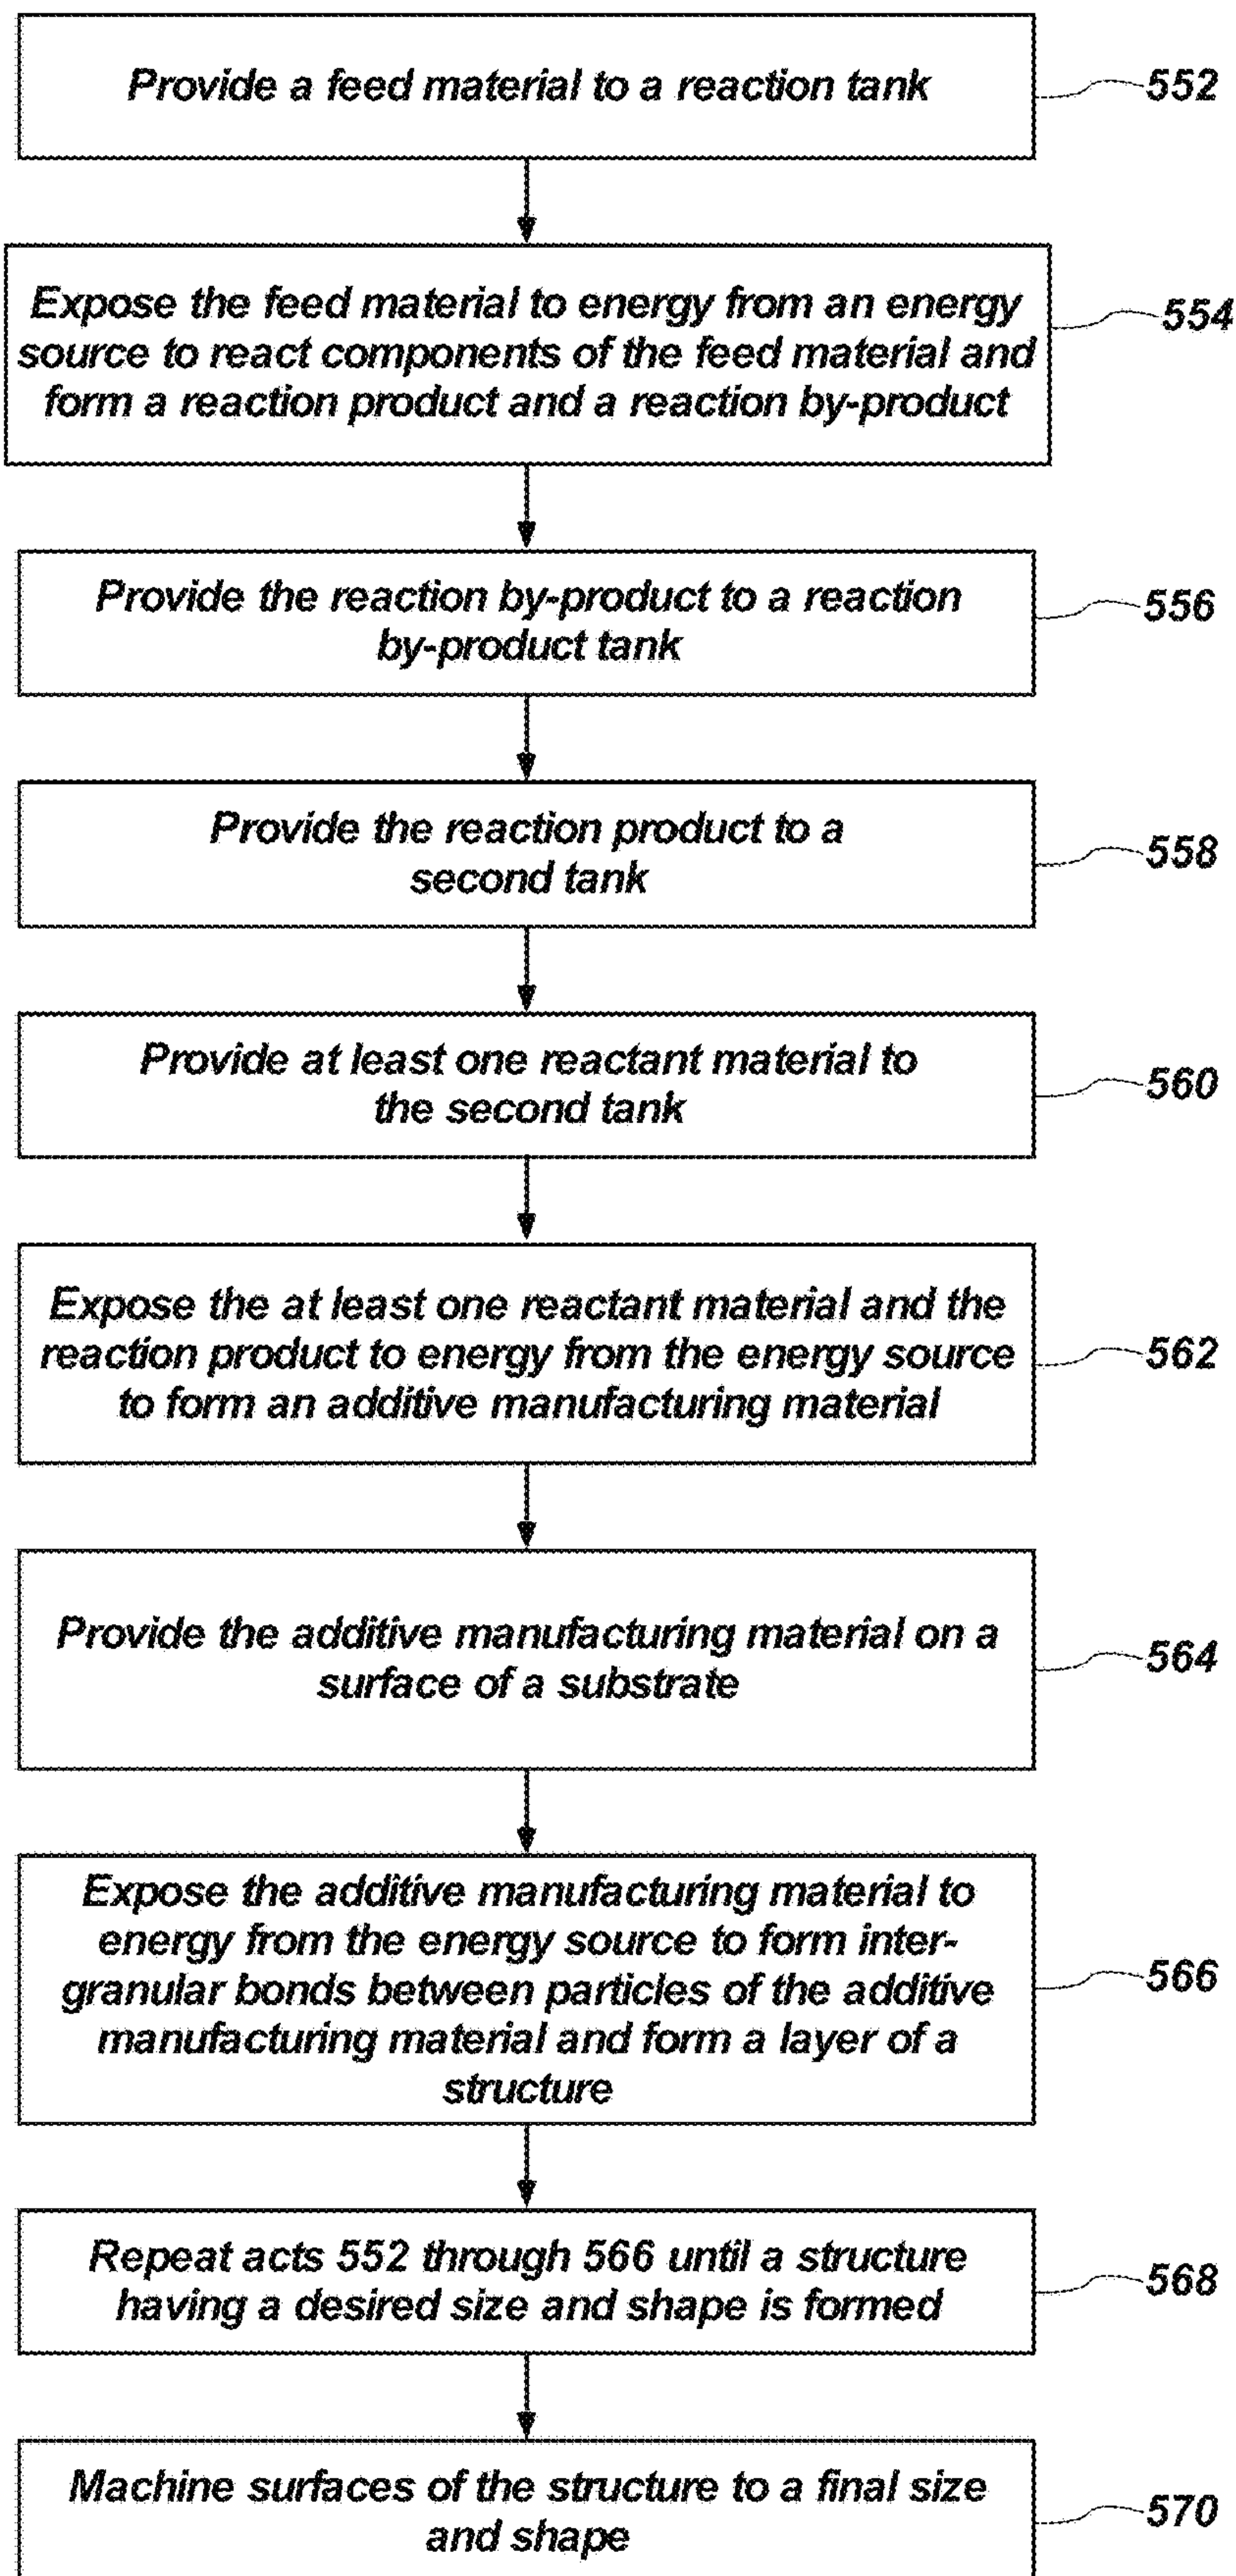 Provide a feed material to a reaction tank
552
Expose the feed material to energy from an energy
source to react components of the feed material and
form a reaction product and a reaction by-product
554
Provide the reaction by-product to a reaction
by-product tank
556
Provide the reaction product to a
second tank
558
Provide at least one reactant material to
the second tank
560
Expose the at least one reactant material and the
reaction product to energy from the energy source
to form an additive manufacturing material
562
Provide the additive manufacturing material on a
surface of a substrate
564
Expose the additive manufacturing material to
energy from the energy source to form inter-
granular bonds between particles of the additive
manufacturing material and form a layer of a
structure
566
Repeat acts 552 through 566 until a structure
having a desired size and shape is formed
568
Machine surfaces of the structure to a final size
and shape
570